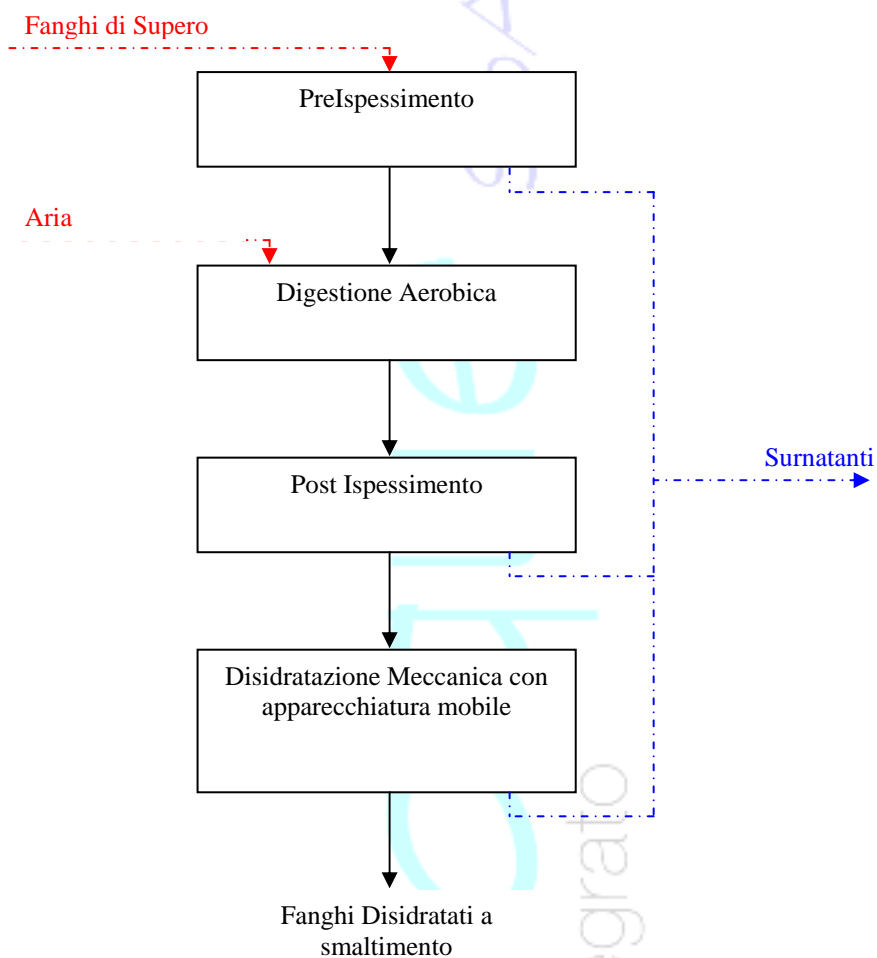 Fanghi di Supero
PreIspessimento
Aria
Digestione Aerobica
Post Ispessimento
Surnatanti
Disidratazione Meccanica con
apparecchiatura mobile
Fanghi Disidratati a
smaltimento